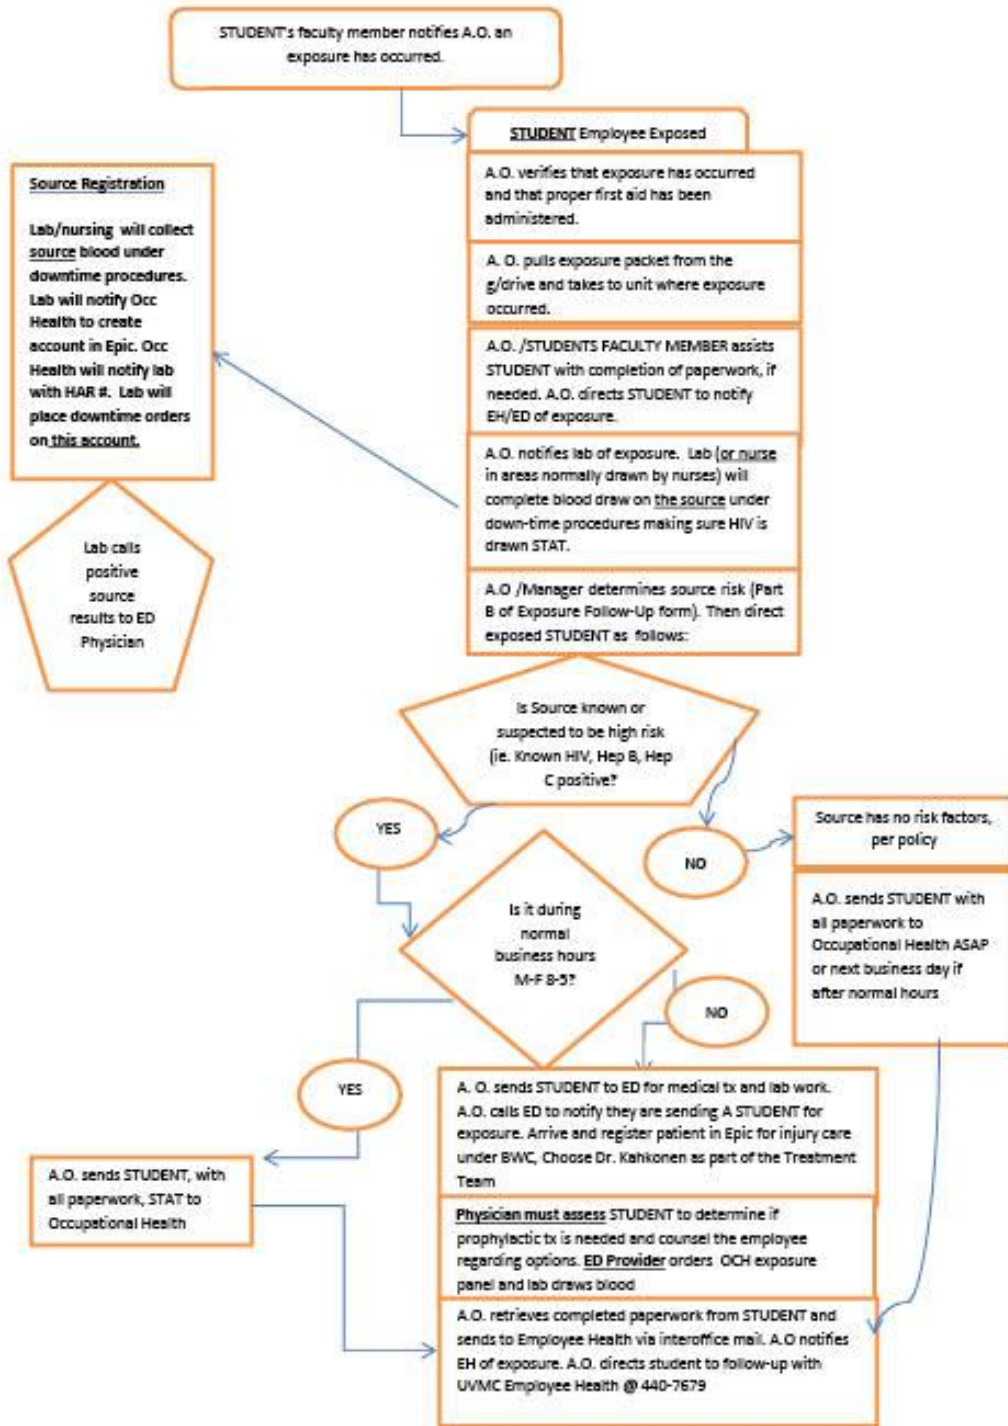 STUDENT's faculty member notifies A.O. an
exposure has occurred.
STUDENT Employee Exposed
A.O. verifies that exposure has occurred
and that proper first aid has been
administered.
A. O. pulls exposure packet from the
g/drive and takes to unit where exposure
occurred.
A.O. /STUDENTS FACULTY MEMBER assists
STUDENT with completion of paperwork, if
needed. A.O. directs STUDENT to notify
EH/ED of exposure.
A.O. notifies lab of exposure. Lab (or nurse
in areas normally drawn by nurses) will
complete blood draw on the source under
down-time procedures making sure HIV is
drawn STAT.
A.O /Manager determines source risk (Part
B of Exposure Follow-Up form). Then direct
exposed STUDENT as follows:
Source Registration
Lab/nursing will collect
source blood under
downtime procedures.
Lab will notify Occ
Health to create
account in Epic. Occ
Health will notify lab
with HAR #. Lab will
place downtime orders
on this account.
Lab calls
positive
source
results to ED
Physician
Is Source known or
suspected to be high risk
(ie. Known HIV, Hep B, Hep
C positive?
YES
NO
Source has no risk factors,
per policy
A.O. sends STUDENT with
all paperwork to
Occupational Health ASAP
or next business day if
after normal hours
Is it during
normal
business hours
M-F 8-5?
NO
YES
A.O. sends STUDENT, with
all paperwork, STAT to
Occupational Health
A. O. sends STUDENT to ED for medical tx and lab work.
A.O. calls ED to notify they are sending A STUDENT for
exposure. Arrive and register patient in Epic for injury care
under BWC, Choose Dr. Kahkonen as part of the Treatment
Team
Physician must assess STUDENT to determine if
prophylactic tx is needed and counsel the employee
regarding options. ED Provider orders OCH exposure
panel and lab draws blood
A.O. retrieves completed paperwork from STUDENT and
sends to Employee Health via interoffice mail. A.O notifies
EH of exposure. A.O. directs student to follow-up with
UVMC Employee Health @ 440-7679